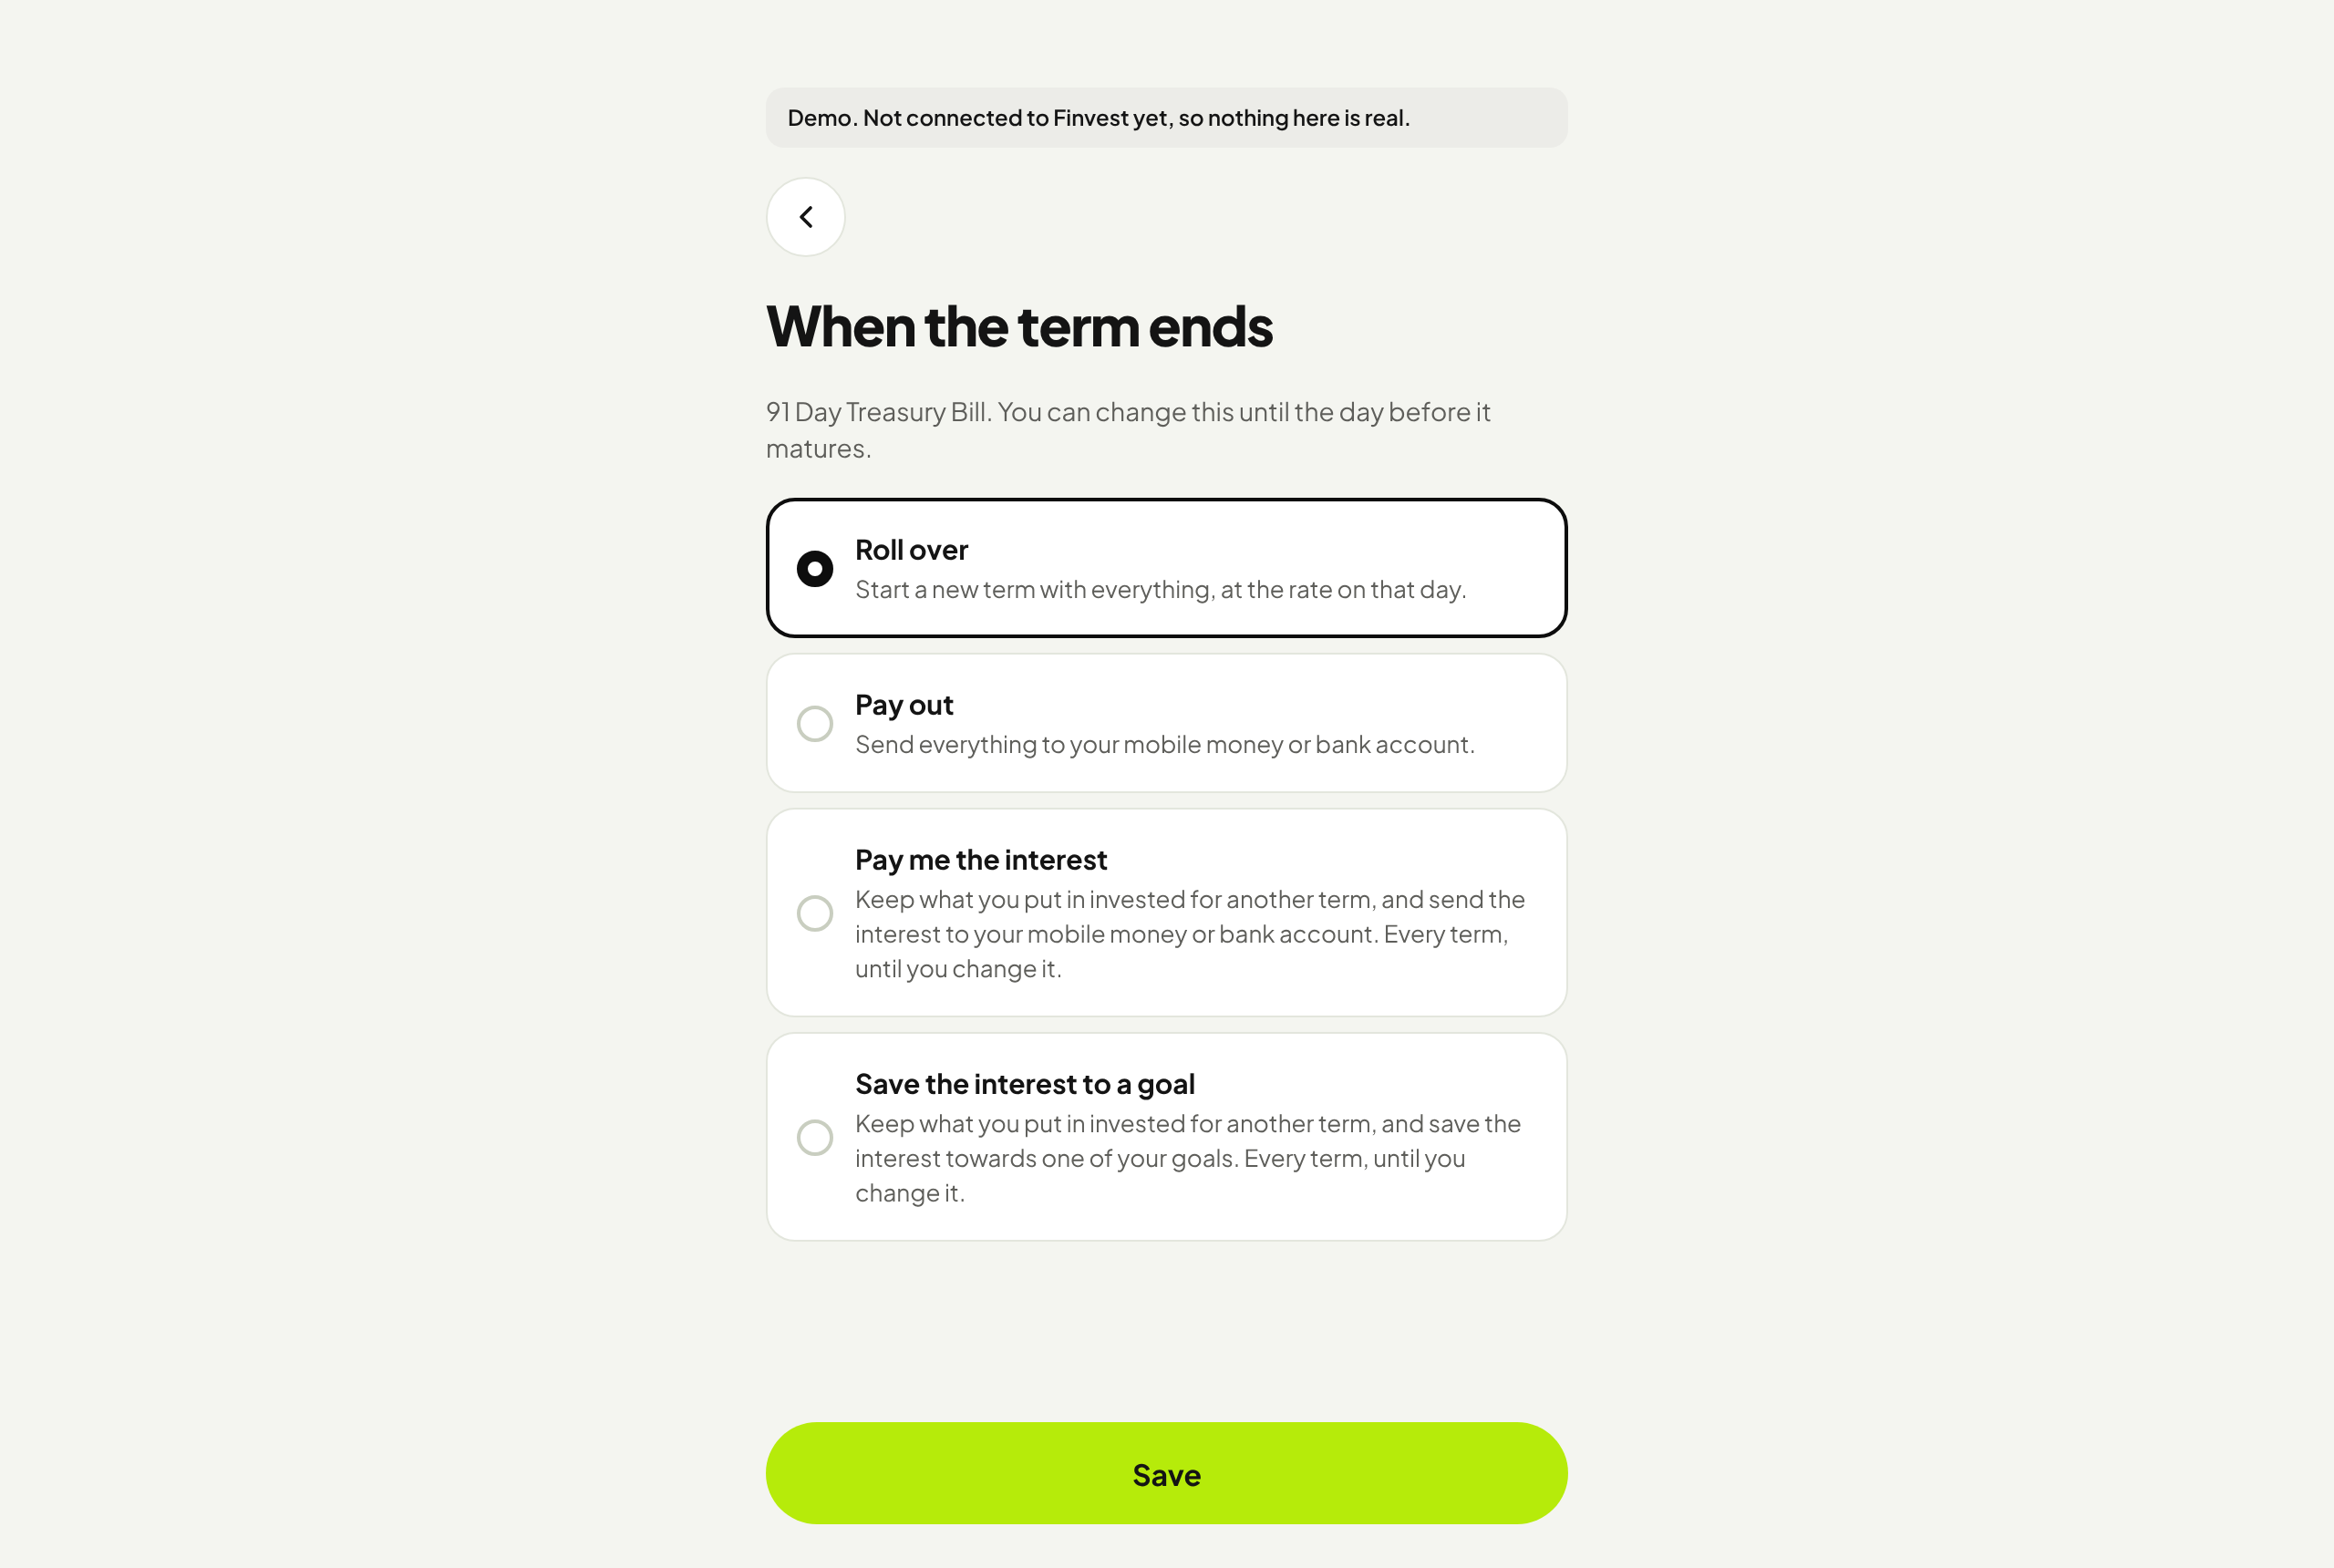 Demo. Not connected to Finvest yet, so nothing here is real.
When the term ends
91 Day Treasury Bill. You can change this until the day before it
matures.
Roll over
Start a new term with everything, at the rate on that day.
Pay out
Send everything to your mobile money or bank account.
Pay me the interest
Keep what you put in invested for another term, and send the
interest to your mobile money or bank account. Every term,
until you change it.
Save the interest to a goal
Keep what you put in invested for another term, and save the
interest towards one of your goals. Every term, until you
change it.
Save